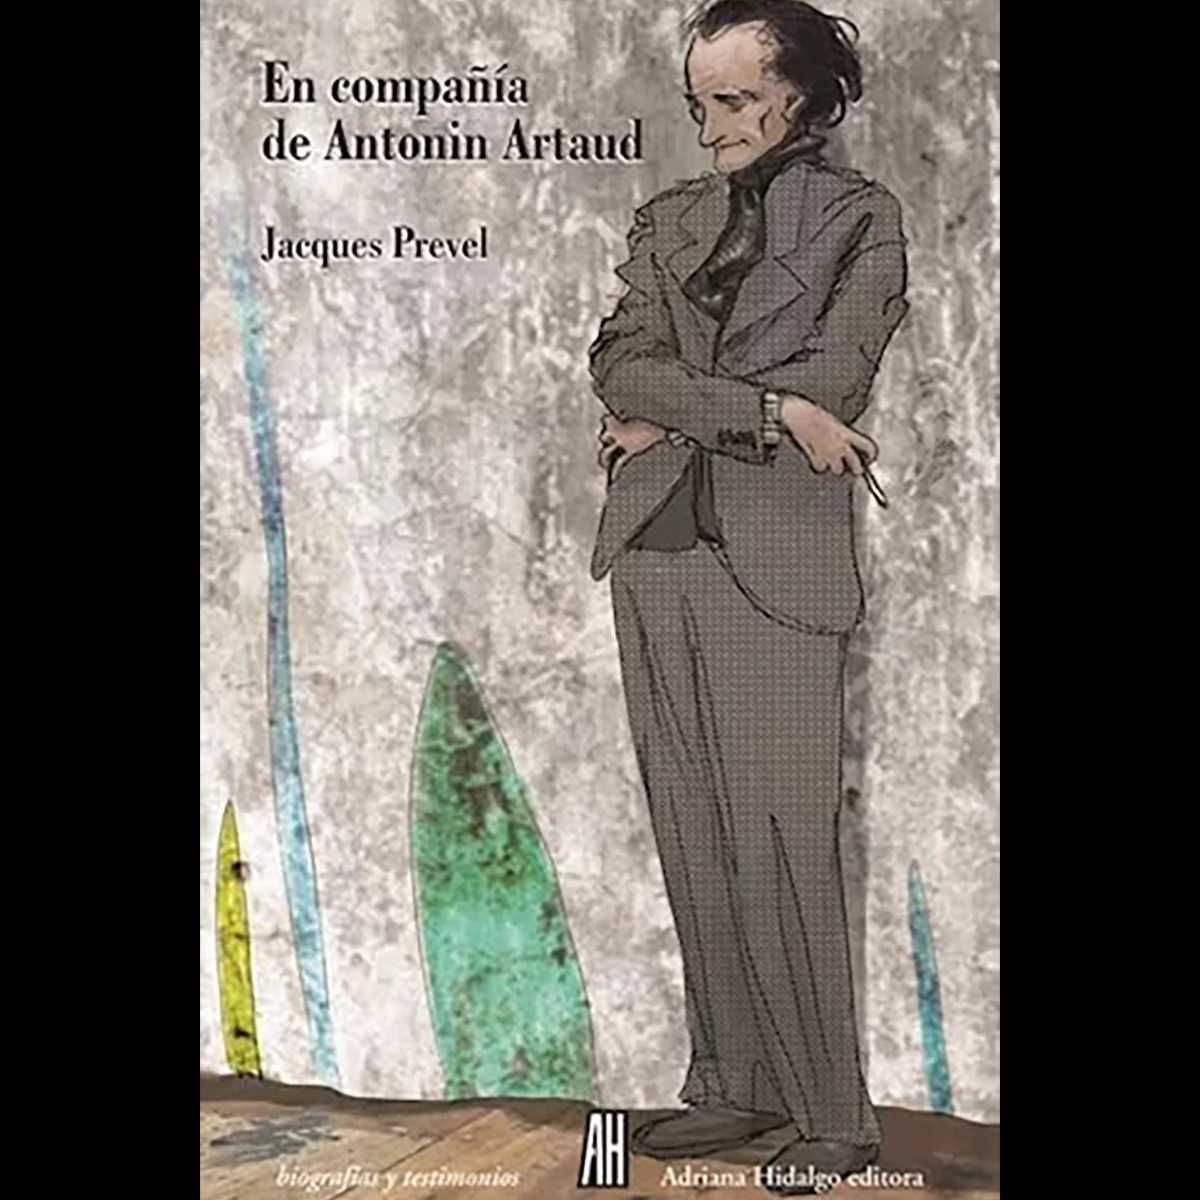 En compañía
de Antonin Artaud
Jacques Prevel
biografías y testimonios
AH
Adriana Hidalgo editora